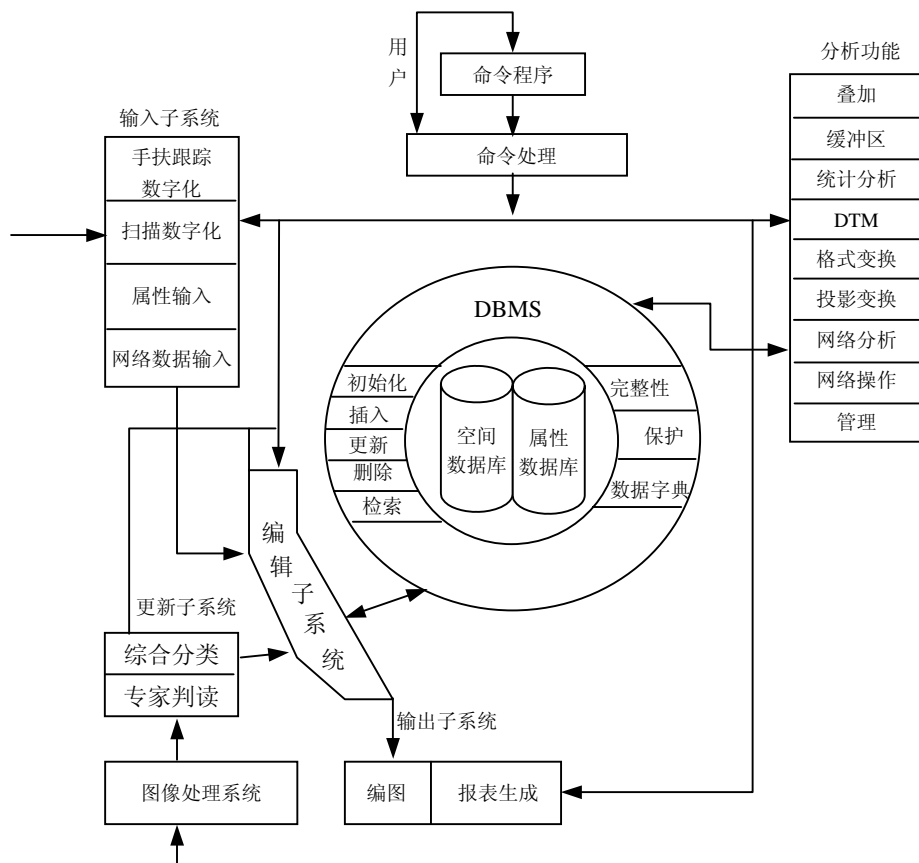 用
户
命令程序
命令处理
输入子系统
手扶跟踪
数字化
扫描数字化
属性输入
网络数据输入
分析功能
叠加
缓冲区
统计分析
DTM
格式变换
投影变换
网络分析
网络操作
管理
DBMS
初始化
插入
更新
删除
检索
空间
数据库
属性
数据库
完整性
保护
数据字典
编
辑
子
系
统
更新子系统
综合分类
专家判读
图像处理系统
输出子系统
编图
报表生成